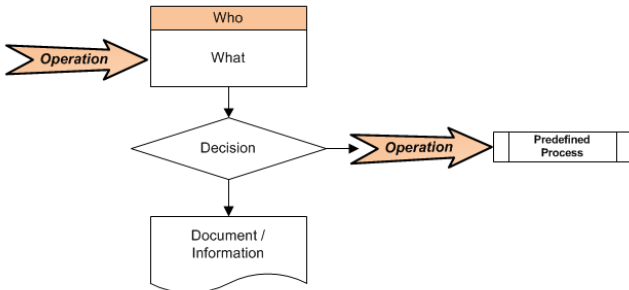 Who
Operation
What
Decision
Operation
Predefined
Process
Document /
Information